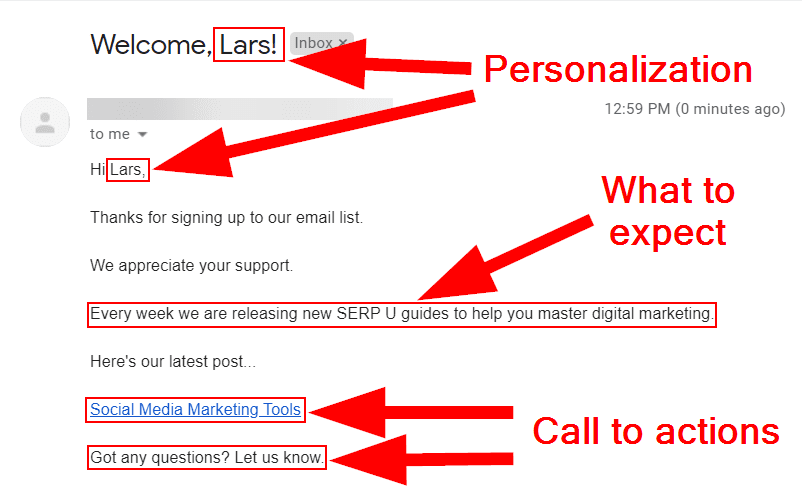 Welcome, Lars! Inbox ×
Personalization
12:59 PM (0 minutes ago)
to me
Hi Lars,
What to
expect
Thanks for signing up to our email list.
We appreciate your support.
Every week we are releasing new SERP U guides to help you master digital marketing.
Here's our latest post...
Social Media Marketing Tools
Call to actions
Got any questions? Let us know.